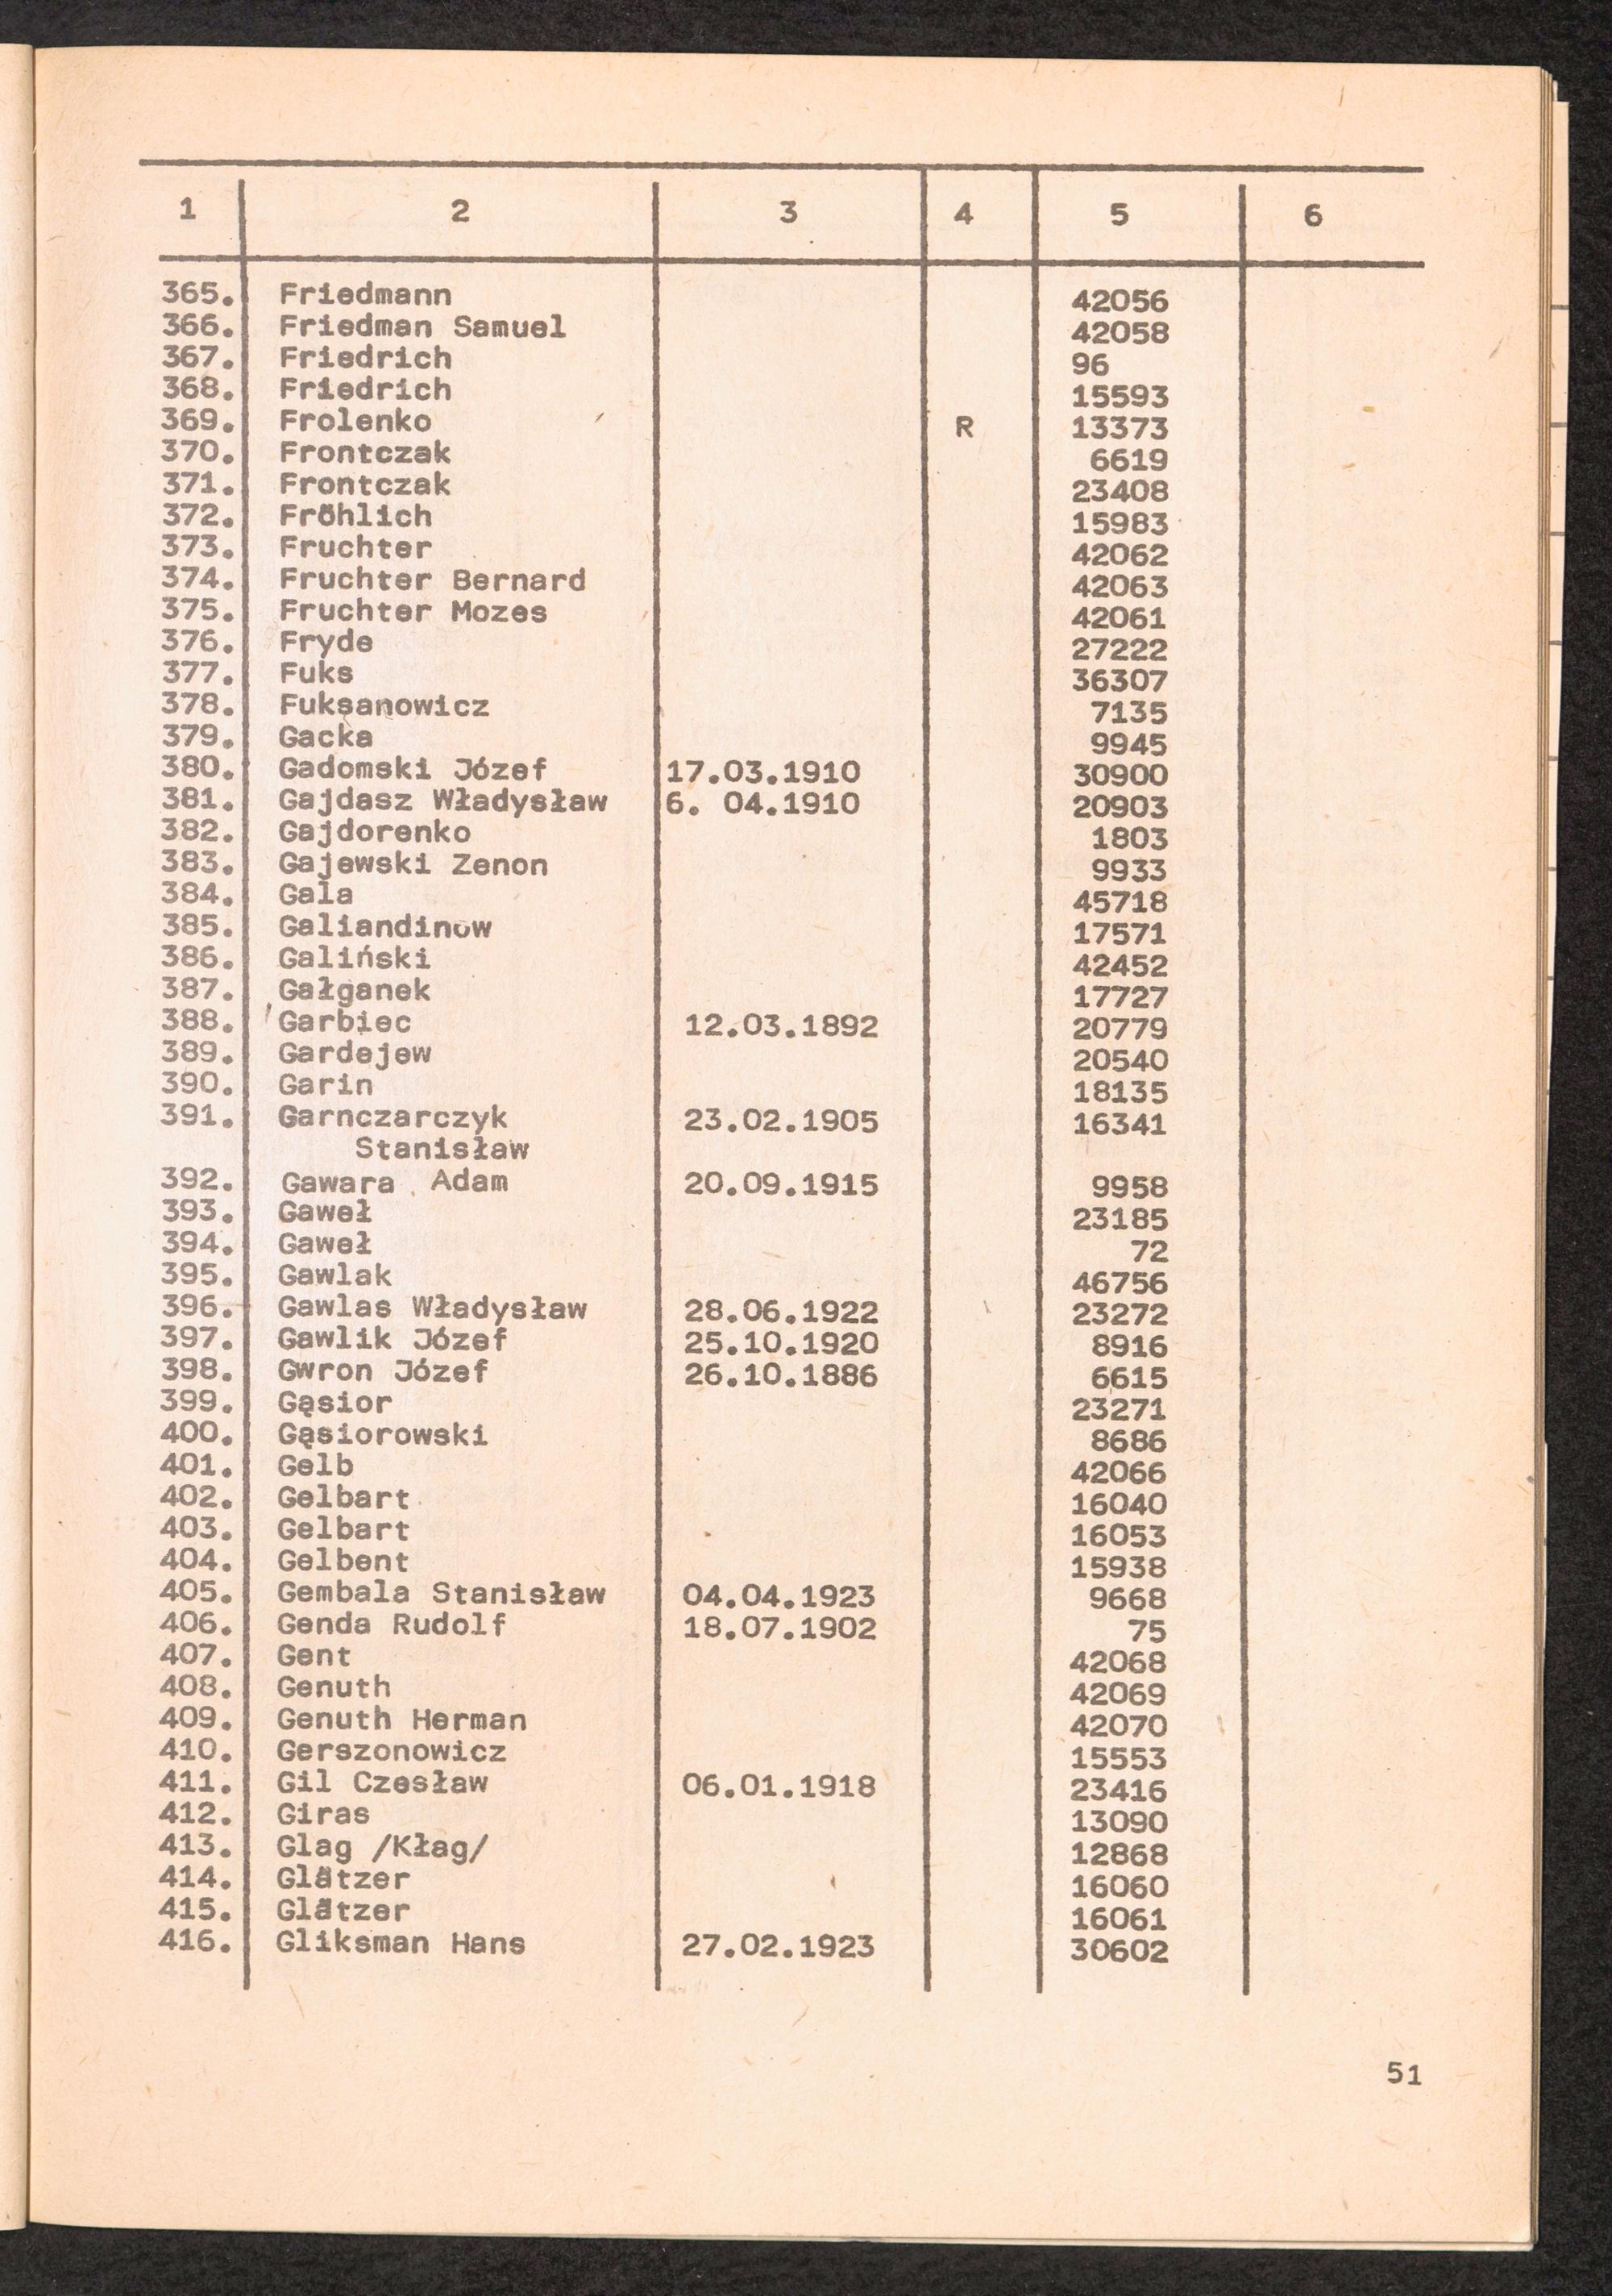 1 2 3 4 5 6
365. Friedmann 42056
366. Friedman Samuel 42058
367. Friedrich 96
368. Friedrich 15593
369. Frolenko R 13373
370. Frontczak 6619
371. Frontczak 23408
372. Fröhlich 15983
373. Fruchter 42062
374. Fruchter Bernard 42063
375. Fruchter Mozes 42061
376. Fryde 27222
377. Fuks 36307
378. Fuksanowicz 7135
379. Gacka 9945
380. Gadomski Józef 17.03.1910 30900
381. Gajdasz Władysław 6. 04.1910 20903
382. Gajdorenko 1803
383. Gajewski Zenon 9933
384. Gala 45718
385. Galiandinow 17571
386. Galiński 42452
387. Gałganek 17727
388. Garbiec 12.03.1892 20779
389. Gardejew 20540
390. Garin 18135
391. Garnczarczyk 23.02.1905 16341
Stanisław
392. Gawara Adam 20.09.1915 9958
393. Gaweł 23185
394. Gaweł 72
395. Gawlak 46756
396. Gawlas Władysław 28.06.1922 23272
397. Gawlik Józef 25.10.1920 8916
398. Gwron Józef 26.10.1886 6615
399. Gąsior 23271
400. Gąsiorowski 8686
401. Gelb 42066
402. Gelbart 16040
403. Gelbart 16053
404. Gelbent 15938
405. Gembala Stanisław 04.04.1923 9668
406. Genda Rudolf 18.07.1902 75
407. Gent 42068
408. Genuth 42069
409. Genuth Herman 42070
410. Gerszonowicz 15553
411. Gil Czesław 06.01.1918 23416
412. Giras 13090
413. Glag /Kłag/ 12868
414. Glätzer 16060
415. Glätzer 16061
416. Gliksman Hans 27.02.1923 30602
51